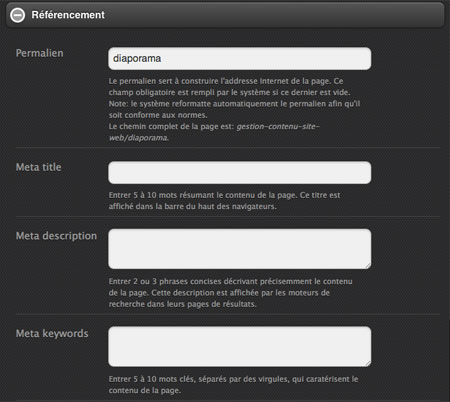 Référencement
Permalien
diaporama
Le permalien sert à construire l'addresse Internet de la page. Ce
champ obligatoire est rempli par le système si ce dernier est vide.
Note: le système reformatte automatiquement le permalien afin qu'il
soit conforme aux normes.
Le chemin complet de la page est: gestion-contenu-site-
web/diaporama.
Meta title
Entrer 5 à 10 mots résumant le contenu de la page. Ce titre est
affiché dans la barre du haut des navigateurs.
Meta description
Entrer 2 ou 3 phrases concises décrivant précisemment le contenu
de la page. Cette description est affichée par les moteurs de
recherche dans leurs pages de résultats.
Meta keywords
Entrer 5 à 10 mots clés, séparés par des virgules, qui caratérisent le
contenu de la page.